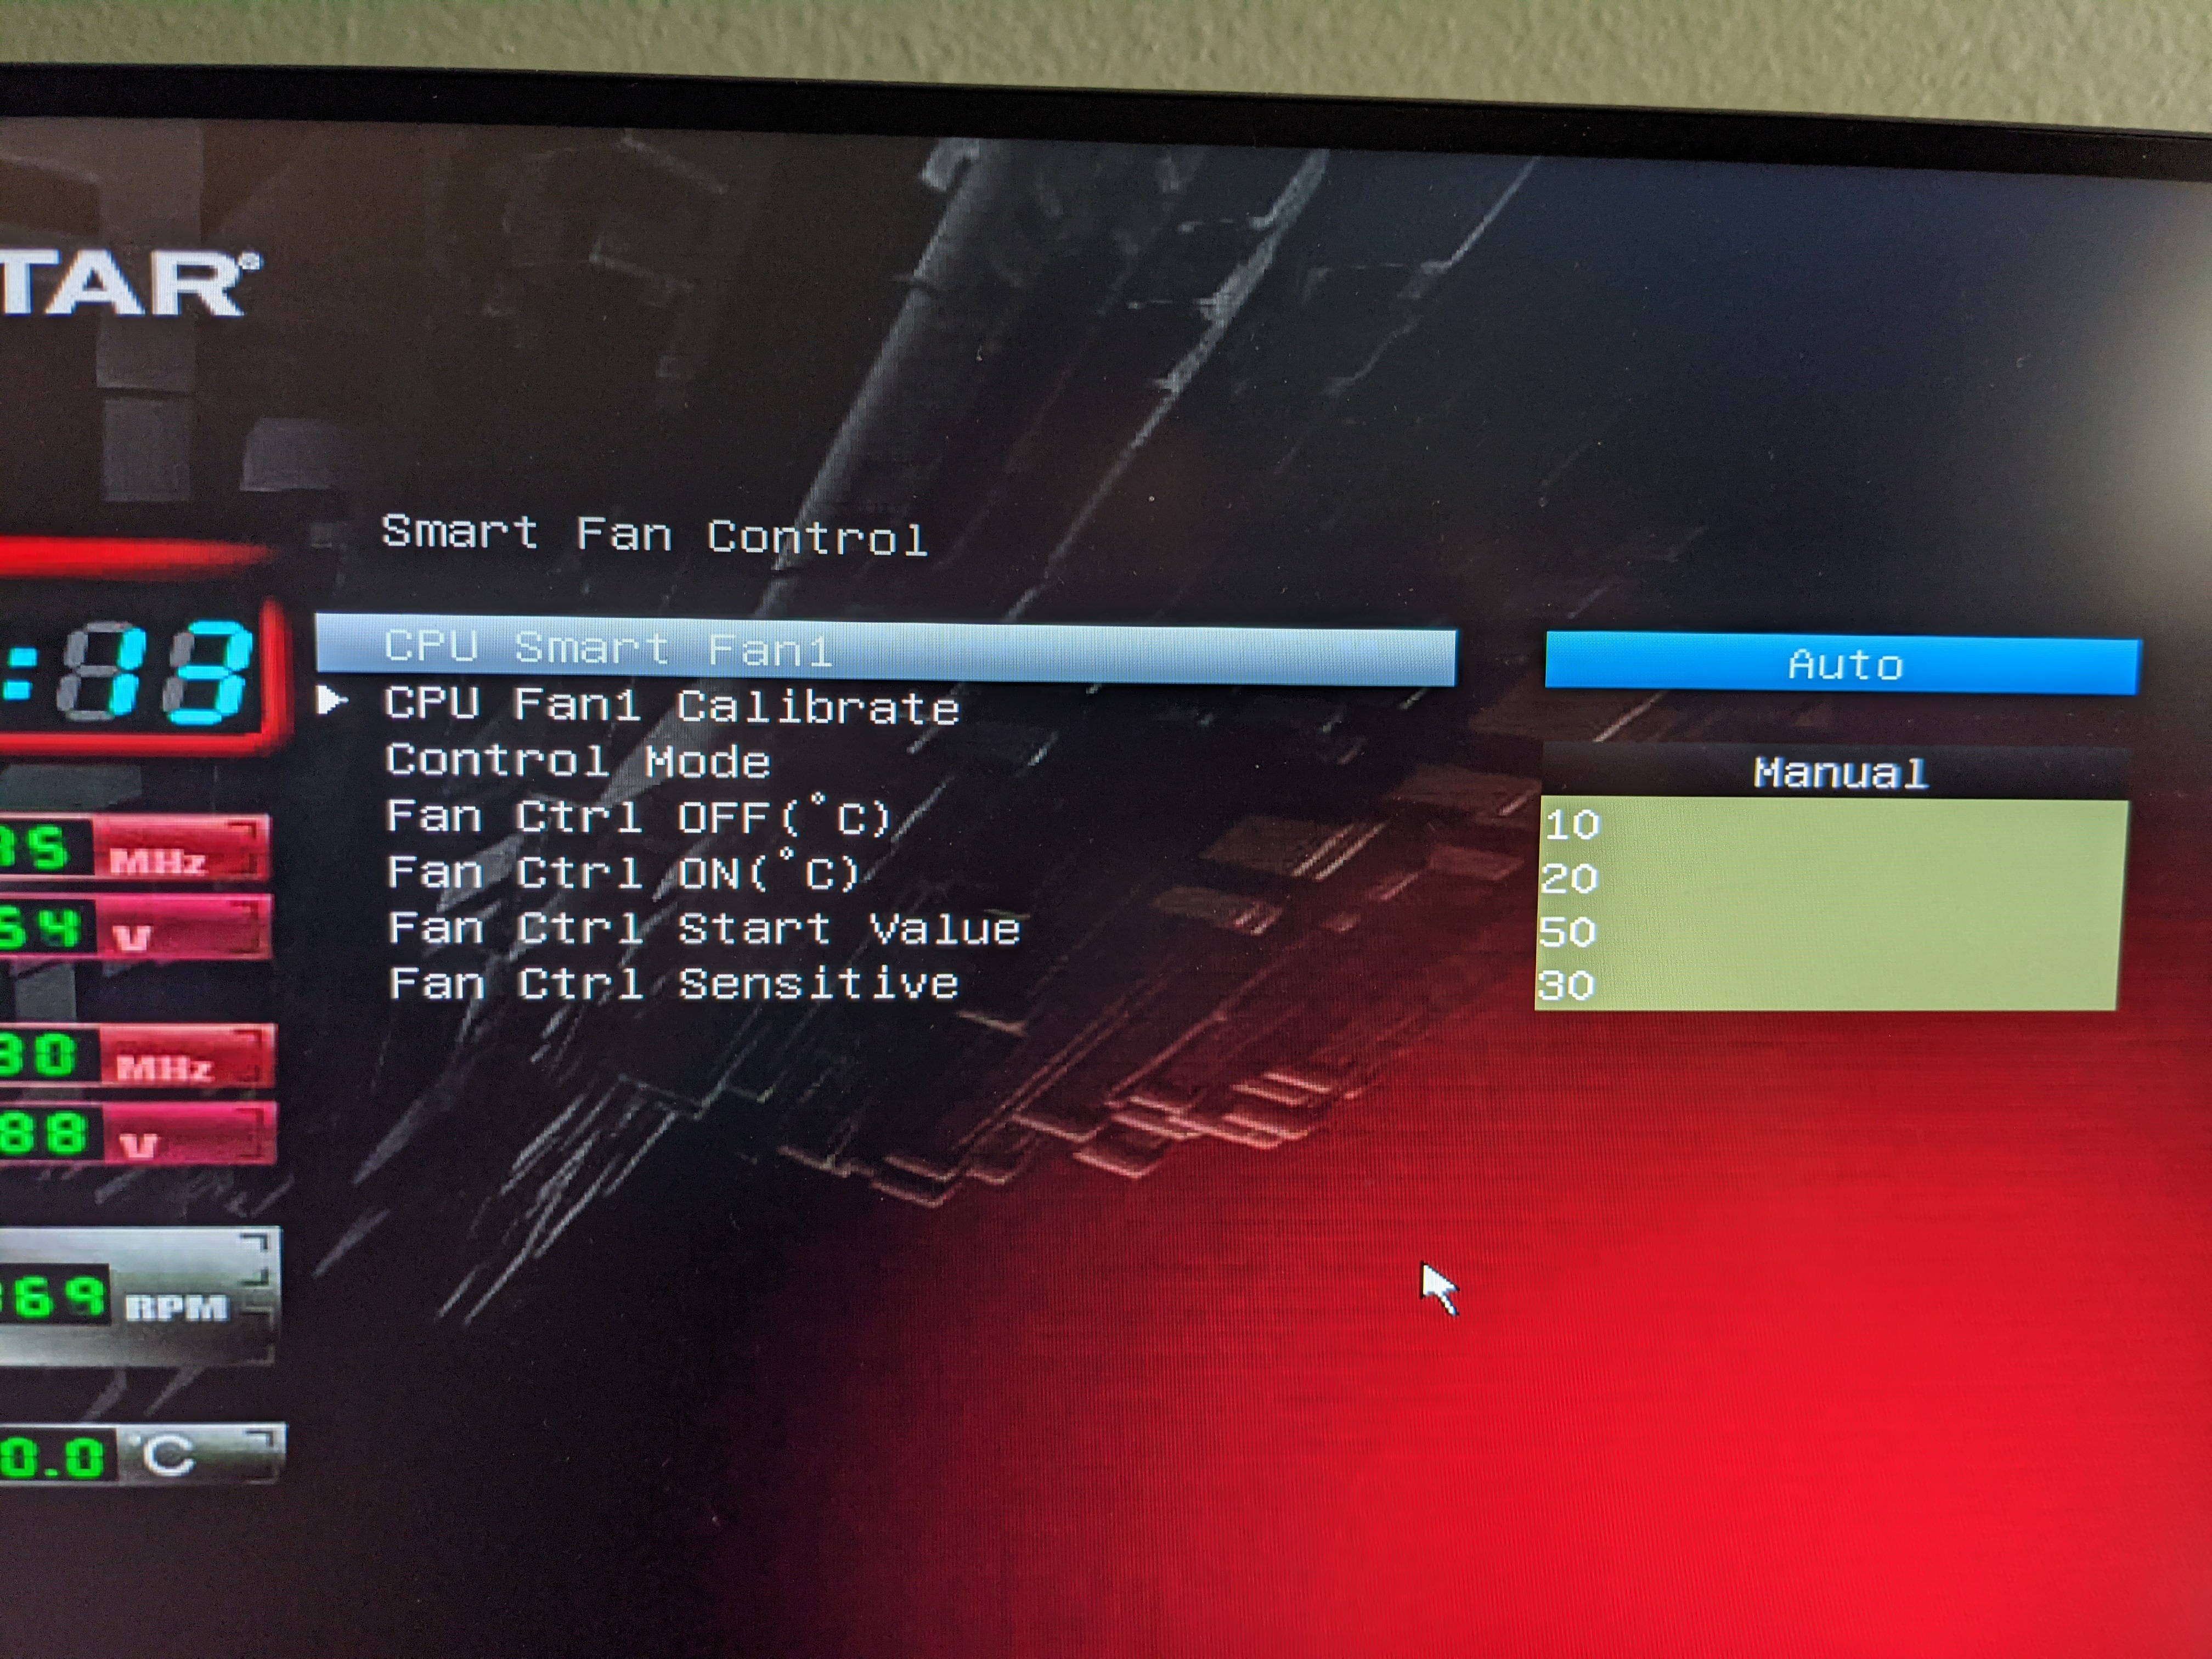 TAR®
Smart Fan Control
CPU Smart Fan1 Auto
CPU Fan1 Calibrate
Control Mode Manual
Fan Ctrl OFF(°C) 10
Fan Ctrl ON(°C) 20
Fan Ctrl Start Value 50
Fan Ctrl Sensitive 30
:13
35 MHz
54 V
30 MHz
88 V
369 RPM
0.0 °C